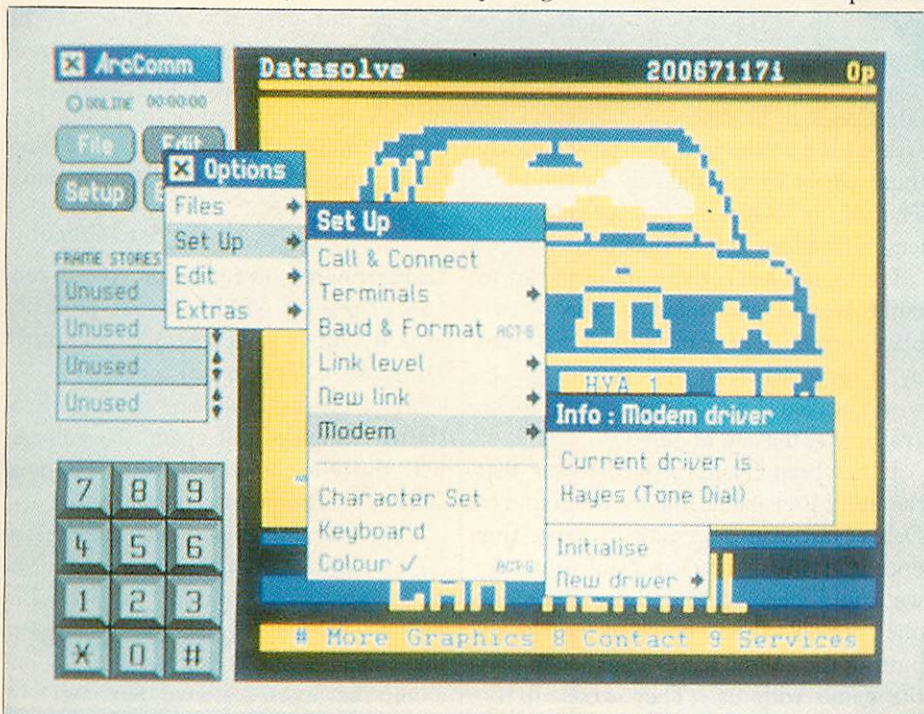 ArcComm
Datasolve 200671171 Op
ONLINE 00:00:00
File Edit
Options
Setup
Files
Set Up
Set Up
Call & Connect
FRAME STORES
Edit
Terminals
Unused
Extras
Baud & Format ACT-B
Unused
Link level
Unused
New link
HYA 1
Unused
Modem
Info : Modem driver
Current driver is
Hayes (Tone Dial)
7 8 9
Character Set
Keyboard
Initialise
4 5 6
Colour ✓ ACT-G
New driver
1 2 3
# More Graphics 8 Contact 9 Services
* 0 #